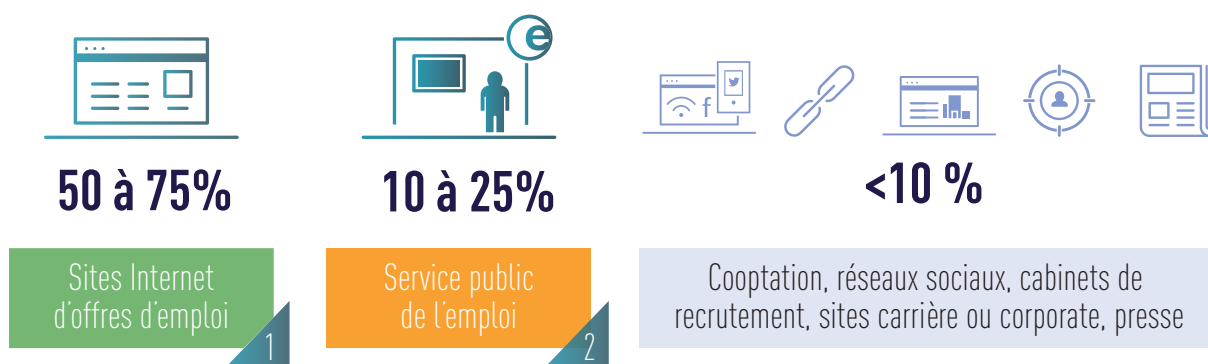 e
f
50 à 75%
10 à 25%
<10 %
Sites Internet
d'offres d'emploi
1
Service public
de l'emploi
2
Cooptation, réseaux sociaux, cabinets de
recrutement, sites carrière ou corporate, presse